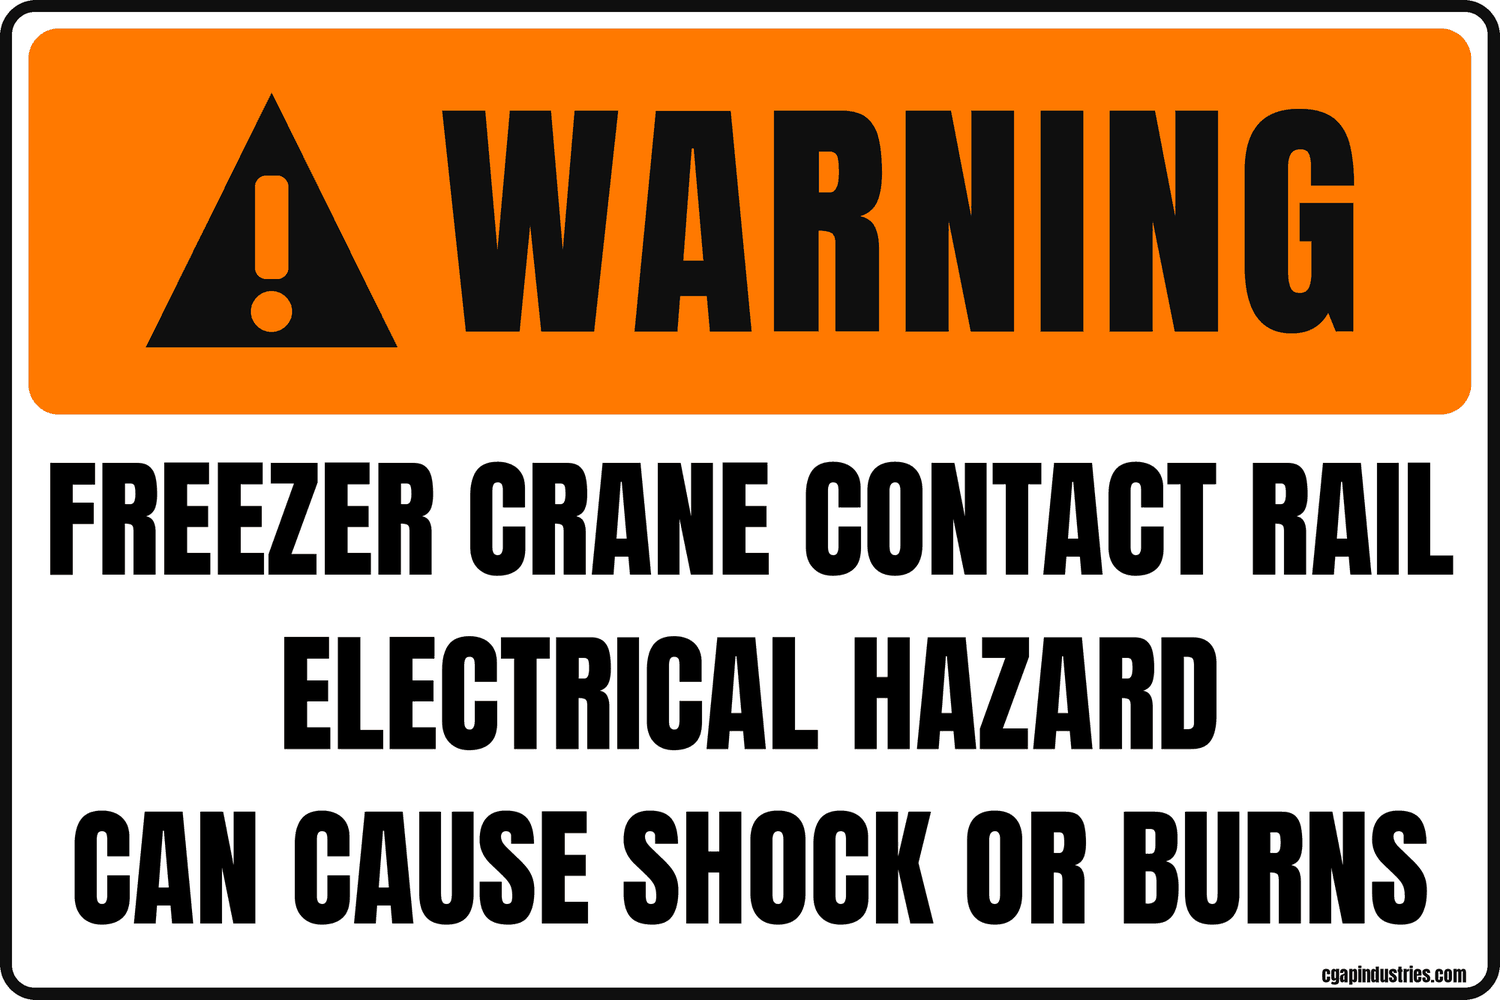 WARNING
FREEZER CRANE CONTACT RAIL
ELECTRICAL HAZARD
CAN CAUSE SHOCK OR BURNS
cgapindustries.com